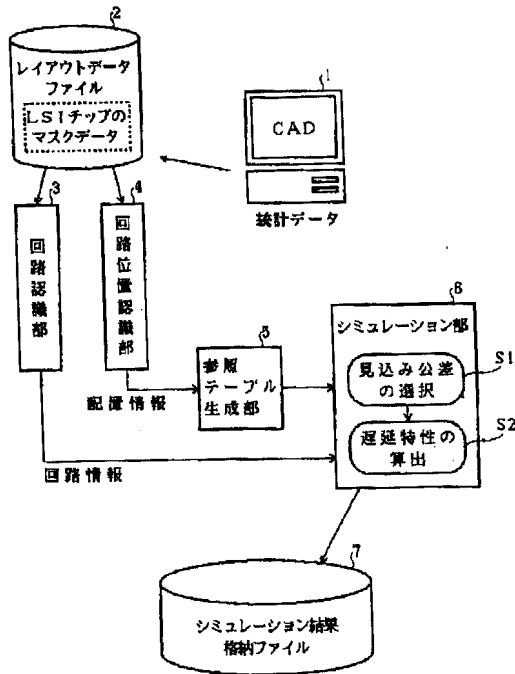 2
レイアウトデータ
ファイル
LSIチップの
マスクデータ
1
CAD
統計データ
3
回路認識部
4
回路位置認識部
5
参照
テーブル
生成部
配置情報
回路情報
6
シミュレーション部
見込み公差
の選択
S1
遅延特性の
算出
S2
7
シミュレーション結果
格納ファイル